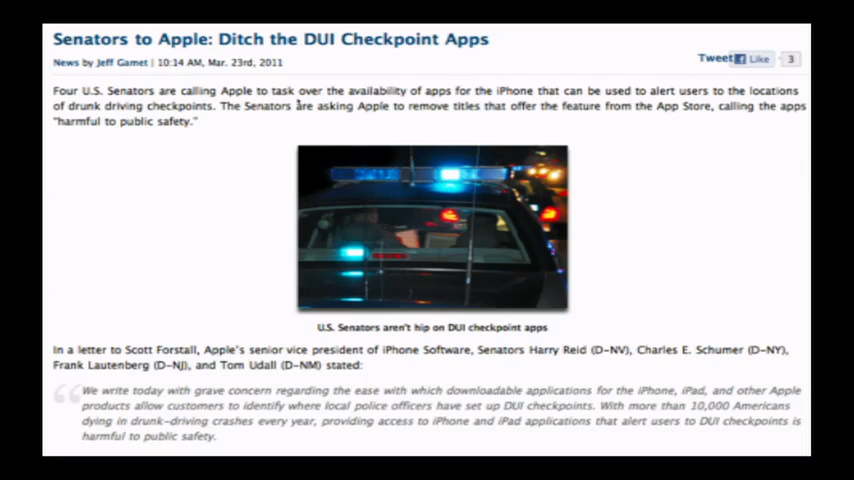 Senators to Apple: Ditch the DUI Checkpoint Apps
News by Jeff Gamet | 10:14 AM, Mar. 23rd, 2011
Tweet Like 3
Four U.S. Senators are calling Apple to task over the availability of apps for the iPhone that can be used to alert users to the locations
of drunk driving checkpoints. The Senators are asking Apple to remove titles that offer the feature from the App Store, calling the apps
"harmful to public safety."
U.S. Senators aren't hip on DUI checkpoint apps
In a letter to Scott Forstall, Apple's senior vice president of iPhone Software, Senators Harry Reid (D-NV), Charles E. Schumer (D-NY),
Frank Lautenberg (D-NJ), and Tom Udall (D-NM) stated:
We write today with grave concern regarding the ease with which downloadable applications for the iPhone, iPad, and other Apple
products allow customers to identify where local police officers have set up DUI checkpoints. With more than 10,000 Americans
dying in drunk-driving crashes every year, providing access to iPhone and iPad applications that alert users to DUI checkpoints is
harmful to public safety.